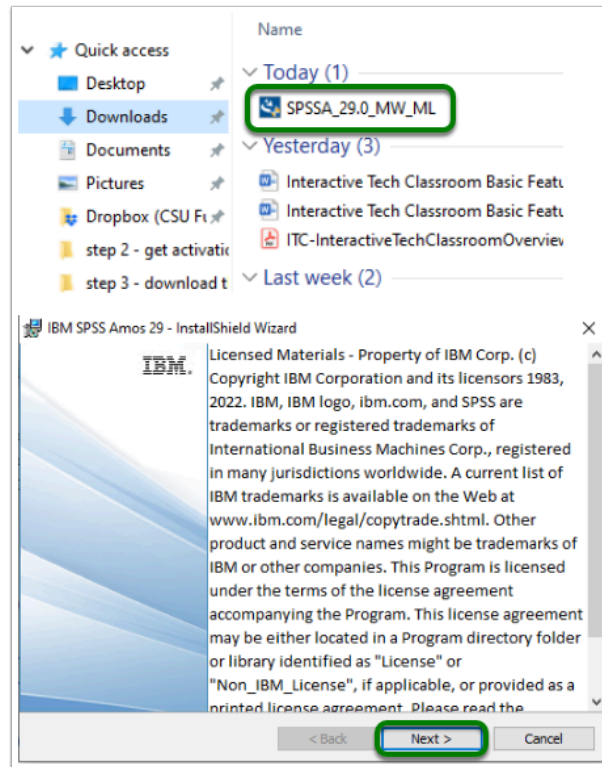 Name
Quick access
Today (1)
Desktop
SPSSA_29.0_MW_ML
Downloads
Documents
Yesterday (3)
Pictures
Interactive Tech Classroom Basic Featu
Dropbox (CSU Fu
Interactive Tech Classroom Basic Featu
step 2 - get activatic
ITC-InteractiveTechClassroomOverview
step 3 - download t
Last week (2)
IBM SPSS Amos 29 - InstallShield Wizard
IBM.
Licensed Materials - Property of IBM Corp. (c)
Copyright IBM Corporation and its licensors 1983,
2022. IBM, IBM logo, ibm.com, and SPSS are
trademarks or registered trademarks of
International Business Machines Corp., registered
in many jurisdictions worldwide. A current list of
IBM trademarks is available on the Web at
www.ibm.com/legal/copytrade.shtml. Other
product and service names might be trademarks of
IBM or other companies. This Program is licensed
under the terms of the license agreement
accompanying the Program. This license agreement
may be either located in a Program directory folder
or library identified as "License" or
"Non_IBM_License", if applicable, or provided as a
printed license agreement. Please read the
< Back
Next >
Cancel